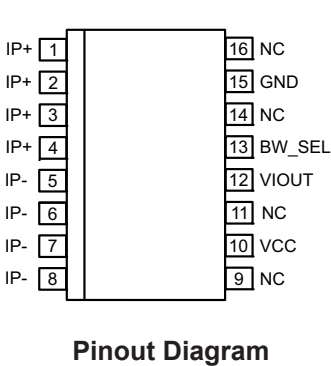 IP+ 1 16 NC
IP+ 2 15 GND
IP+ 3 14 NC
IP+ 4 13 BW_SEL
IP- 5 12 VIOUT
IP- 6 11 NC
IP- 7 10 VCC
IP- 8 9 NC
Pinout Diagram